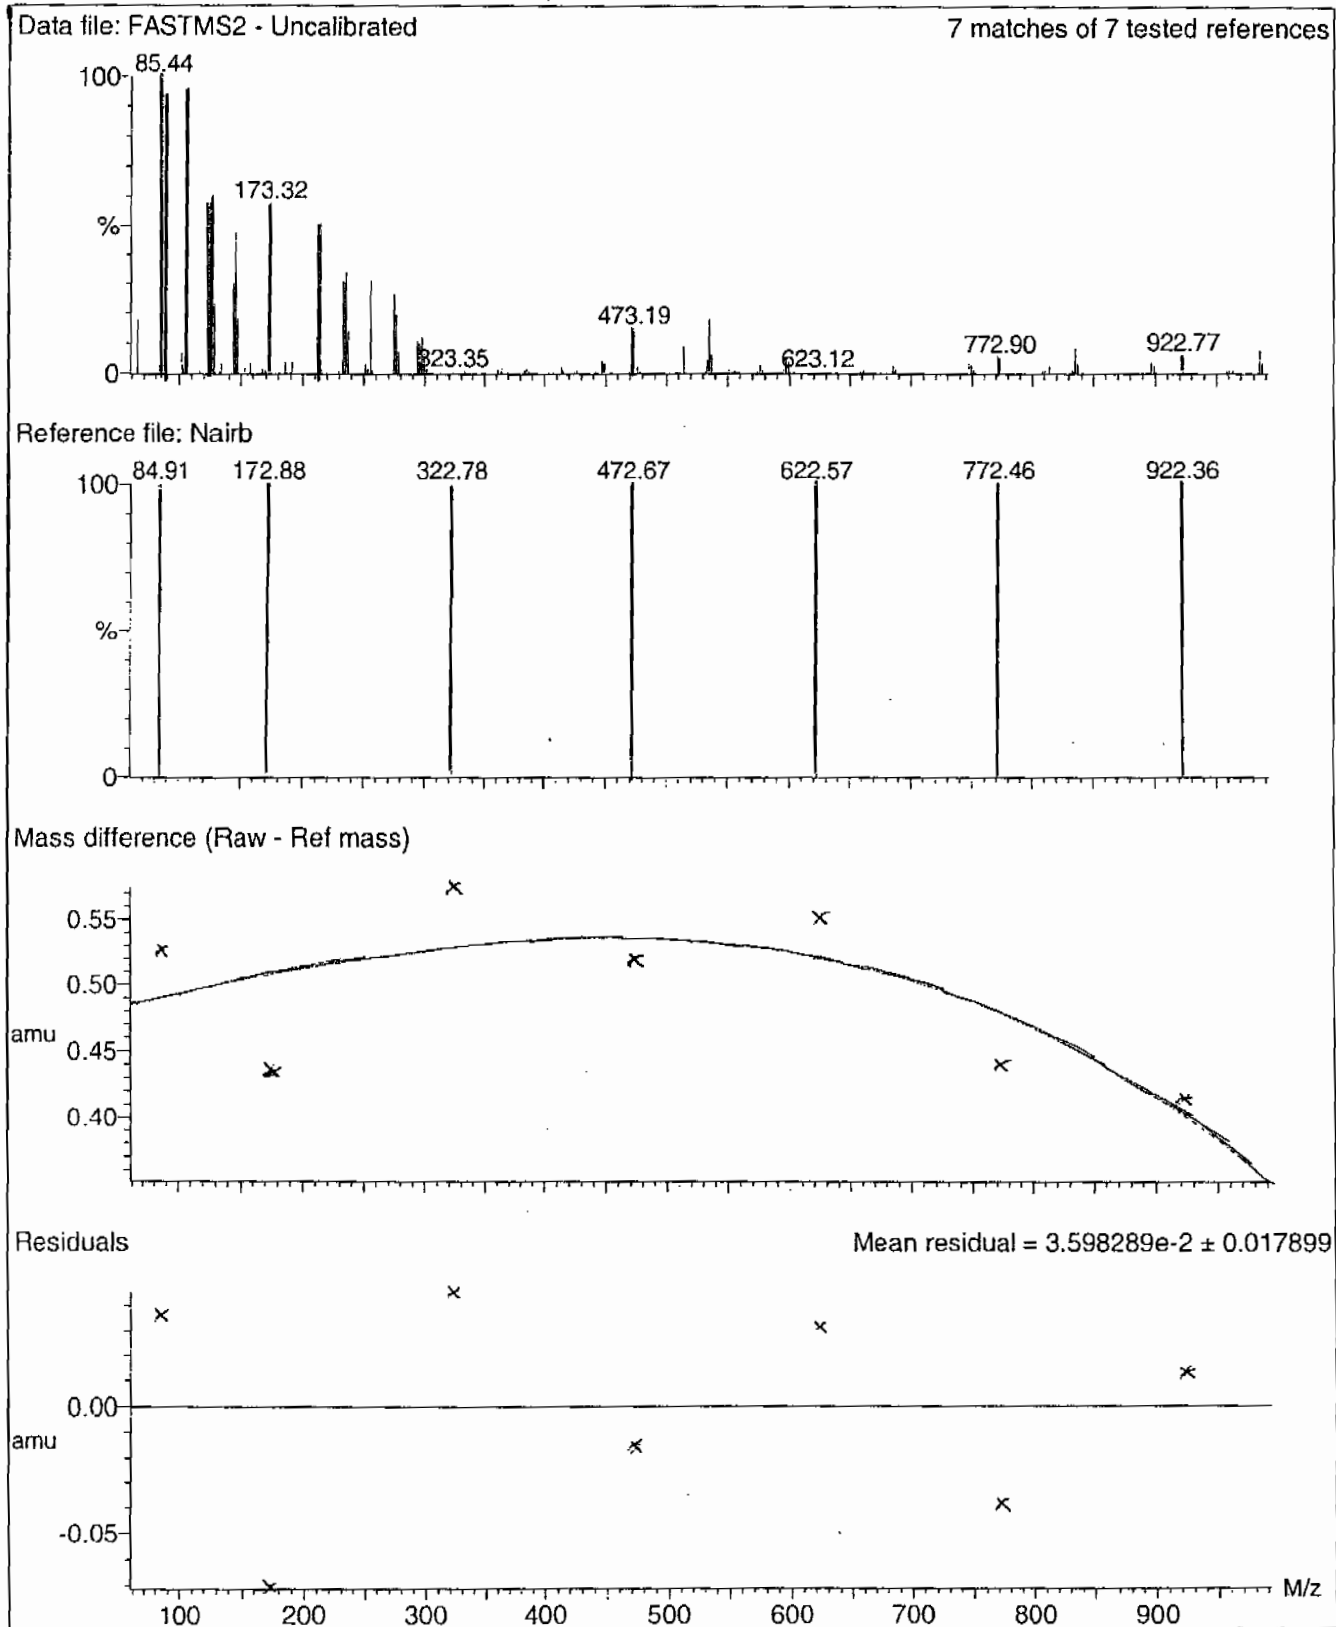 Data file: FASTMS2 - Uncalibrated 7 matches of 7 tested references
85.44
100
173.32
%
473.19
323.35
623.12
772.90
922.77
0
Reference file: Nairb
84.91 172.88 322.78 472.67 622.57 772.46 922.36
100
%
0
Mass difference (Raw - Ref mass)
0.55
0.50
amu
0.45
0.40
Residuals Mean residual = 3.598289e-2 ± 0.017899
0.00
amu
-0.05
M/z
100 200 300 400 500 600 700 800 900